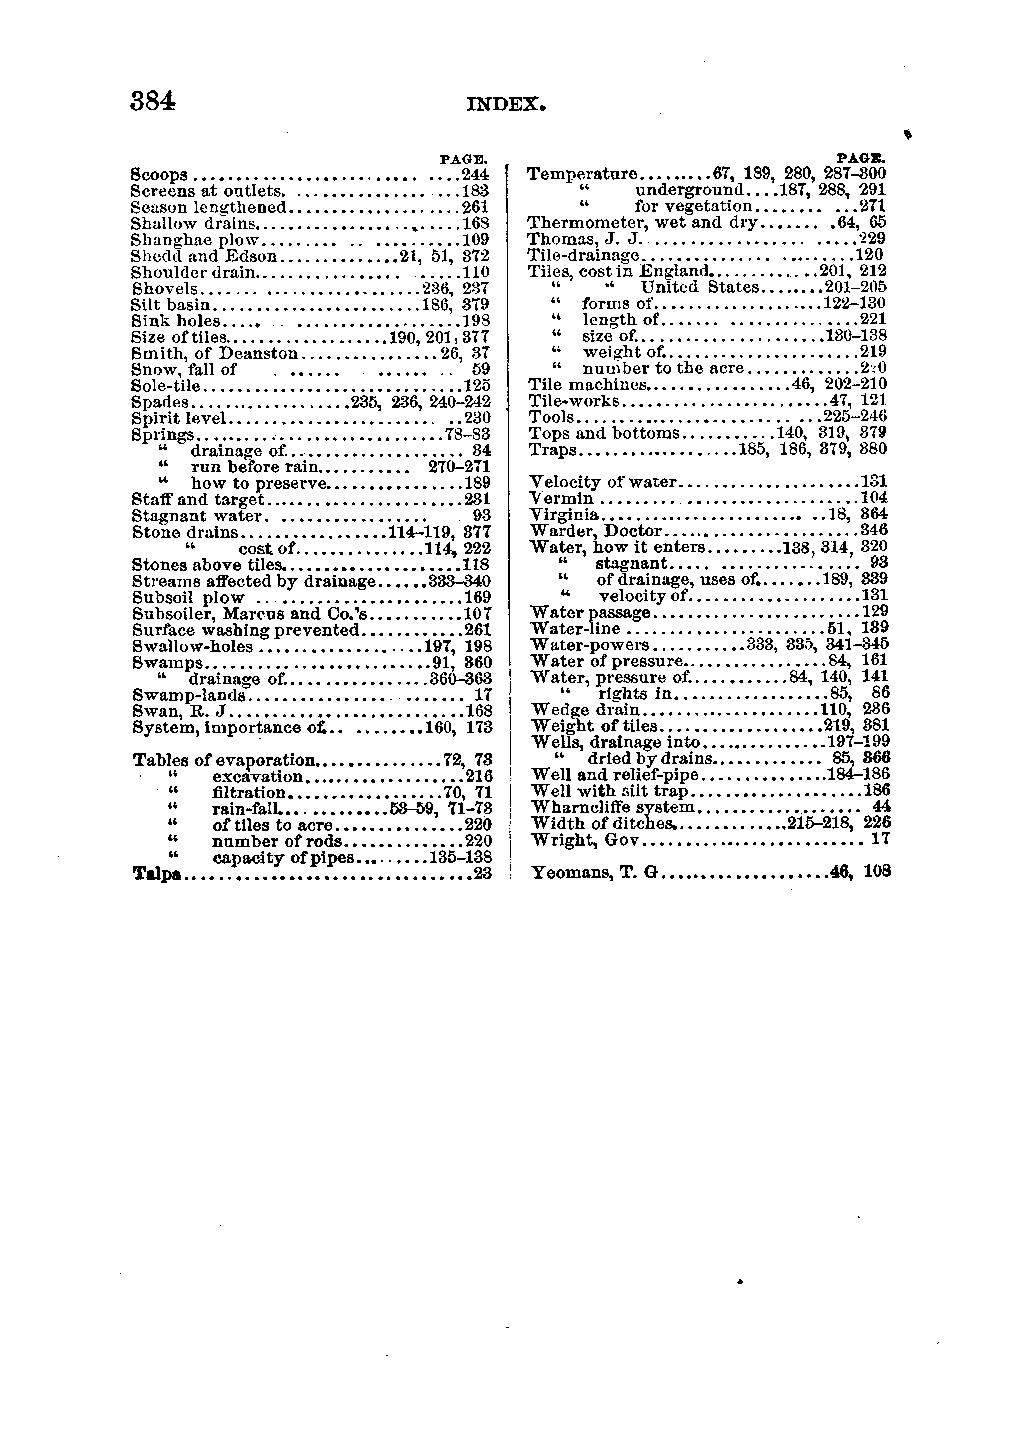 384 INDEX.
PAGE.
Scoops ............................244
Screens at outlets. ....................183
Season lengthened....................261
Shallow drains........................168
Shanghae plow........................109
Shedd and Edson..............21, 51, 372
Shoulder drain........................110
Shovels..........................236, 237
Silt basin.........................186, 379
Sink holes............................198
Size of tiles...................190, 201, 377
Smith, of Deanston................26, 37
Snow, fall of ...... ...... .. 59
Sole-tile...............................125
Spades...................235, 236, 240–242
Spirit level..........................230
Springs.............................78–83
“ drainage of..................... 84
“ run before rain........... 270–271
“ how to preserve................189
Staff and target.......................231
Stagnant water. .................. 93
Stone drains.................114–119, 377
“ cost of...............114, 222
Stones above tiles.....................118
Streams affected by drainage......333–340
Subsoil plow ........................169
Subsoiler, Marcus and Co.'s...........107
Surface washing prevented............261
Swallow-holes ...................197, 198
Swamps...........................91, 360
“ drainage of.................360–363
Swamp-lands.......................... 17
Swan, R. J............................168
System, importance of.............160, 173
Tables of evaporation...............72, 73
“ excavation...................216
“ filtration..................70, 71
“ rain-fall..............53–59, 71–73
“ of tiles to acre...............220
“ number of rods..............220
“ capacity of pipes.........135–138
Talpa..................................23
PAGE.
Temperature.........67, 189, 280, 287–300
“ underground....187, 288, 291
“ for vegetation........ ...271
Thermometer, wet and dry....... .64, 65
Thomas, J. J..........................229
Tile-drainage.........................120
Tiles, cost in England.............201, 212
“ “ United States........201–205
“ forms of....................122–130
“ length of.......................221
“ size of.......................130–138
“ weight of.......................219
“ number to the acre.............220
Tile machines.................46, 202–210
Tile-works........................47, 121
Tools............................225–246
Tops and bottoms...........140, 319, 379
Traps...................185, 186, 379, 380
Velocity of water.....................131
Vermin ..............................104
Virginia..........................18, 364
Warder, Doctor.......................346
Water, how it enters.........138, 314, 320
“ stagnant..................... 93
“ of drainage, uses of........189, 339
“ velocity of....................131
Water passage........................129
Water-line ........................51, 139
Water-powers...........333, 335, 341–345
Water of pressure.................84, 161
Water, pressure of............84, 140, 141
“ rights in..................85, 86
Wedge drain.....................110, 236
Weight of tiles....................219, 381
Wells, drainage into...............197–199
“ dried by drains............. 85, 366
Well and relief-pipe...............184–186
Well with silt trap....................186
Wharncliffe system................... 44
Width of ditches.............215–218, 226
Wright, Gov.......................... 17
Yeomans, T. G....................46, 108